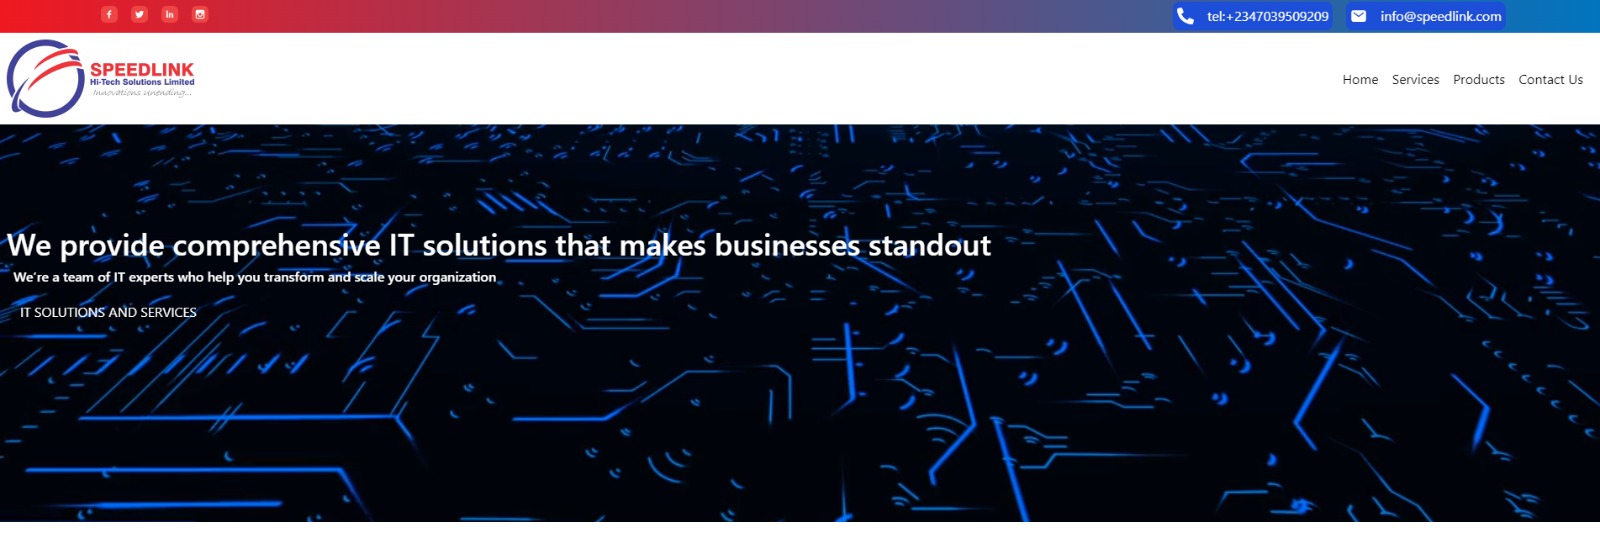 tel:+2347039509209
info@speedlink.com
SPEEDLINK
Hi-Tech Solutions Limited
Innovations Unending...
Home
Services
Products
Contact Us
We provide comprehensive IT solutions that makes businesses standout
We're a team of IT experts who help you transform and scale your organization
IT SOLUTIONS AND SERVICES